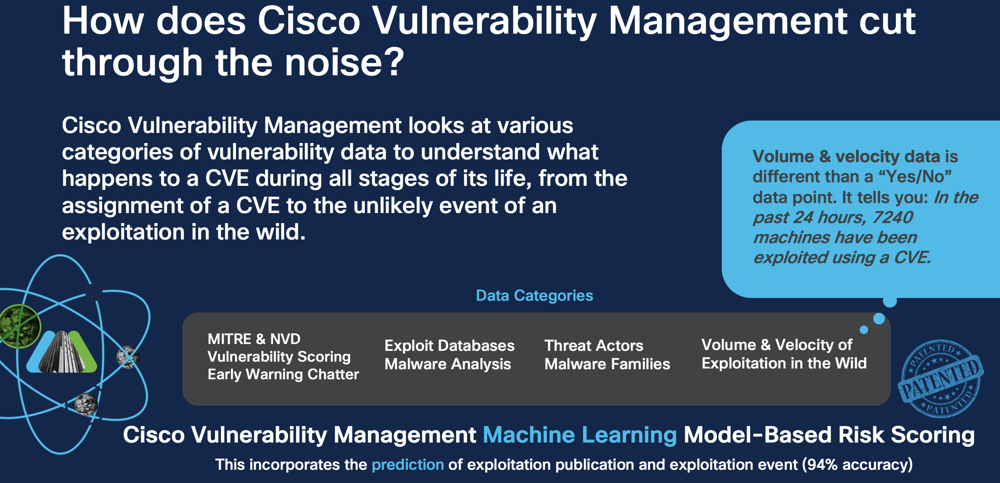 How does Cisco Vulnerability Management cut
through the noise?
Cisco Vulnerability Management looks at various
categories of vulnerability data to understand what
happens to a CVE during all stages of its life, from the
assignment of a CVE to the unlikely event of an
exploitation in the wild.
Volume & velocity data is
different than a “Yes/No”
data point. It tells you: In the
past 24 hours, 7240
machines have been
exploited using a CVE.
Data Categories
MITRE & NVD
Vulnerability Scoring
Early Warning Chatter
Exploit Databases
Malware Analysis
Threat Actors
Malware Families
Volume & Velocity of
Exploitation in the Wild
PATENTED
PATENTED
PATENTED
Cisco Vulnerability Management Machine Learning Model-Based Risk Scoring
This incorporates the prediction of exploitation publication and exploitation event (94% accuracy)